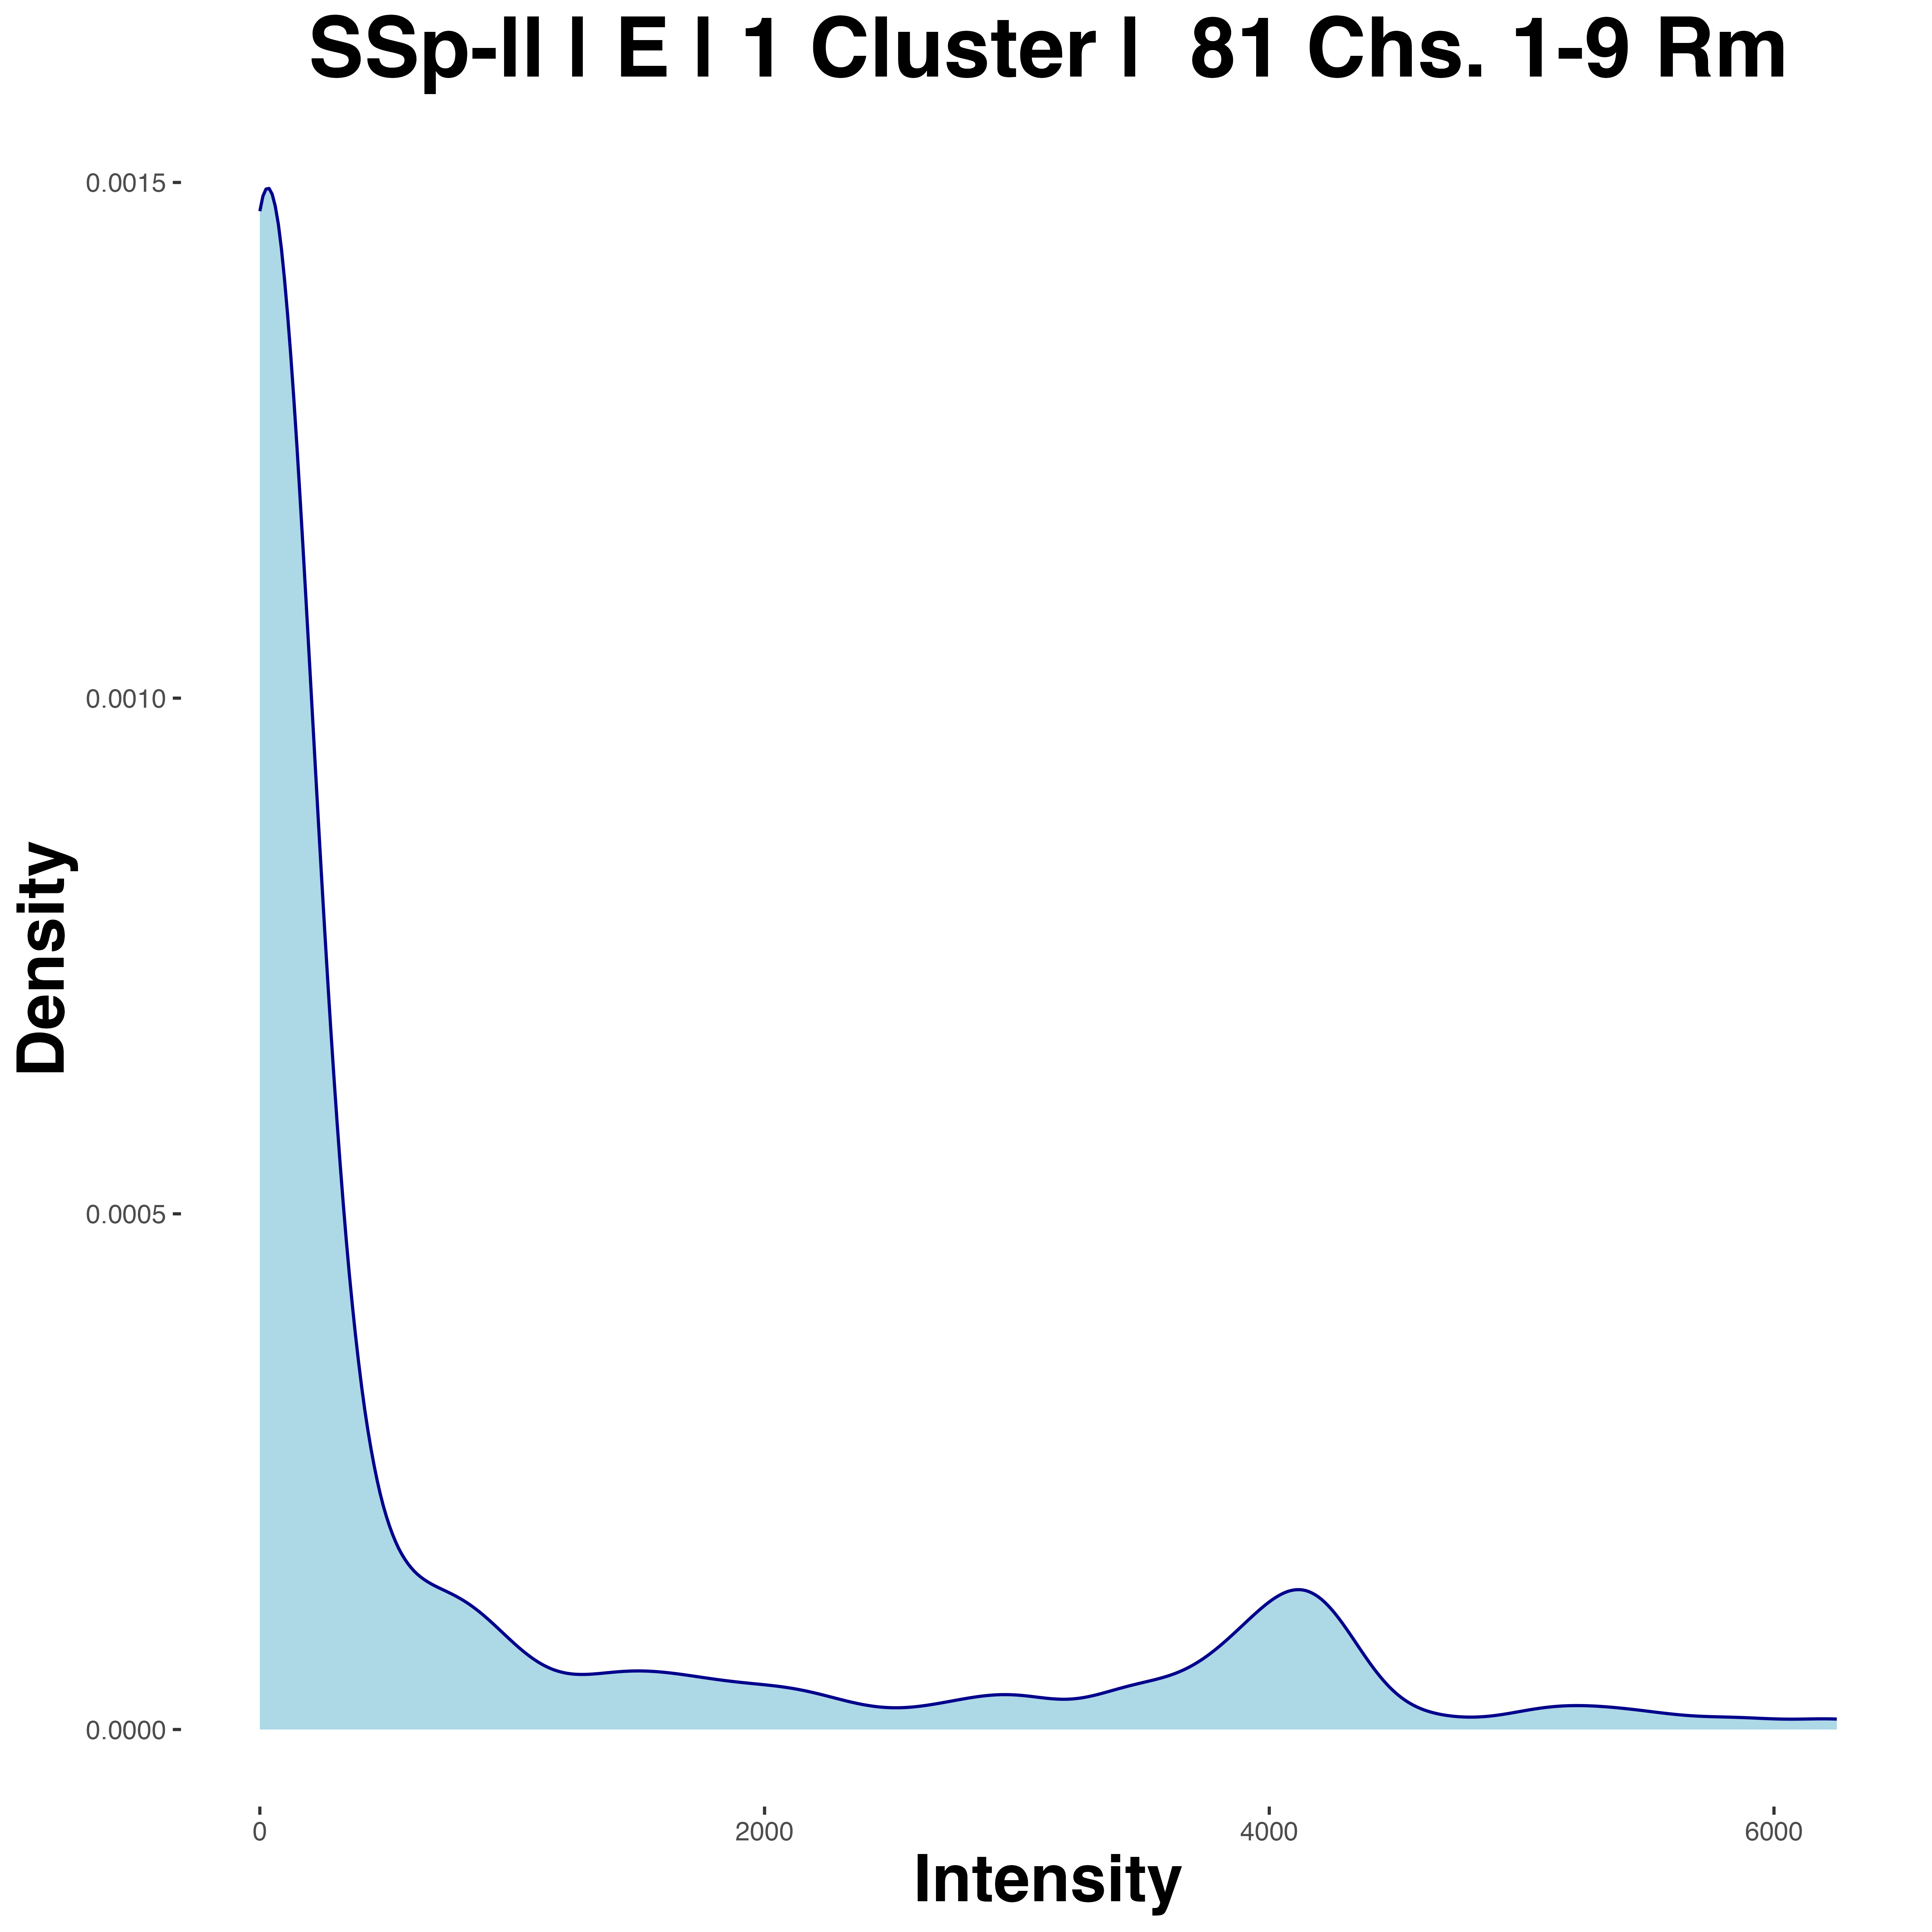 SSp-ll | E | 1 Cluster |  81 Chs. 1-9 Rm
0.0015
0.0010
0.0005
0.0000
Density
0 2000 4000 6000
Intensity